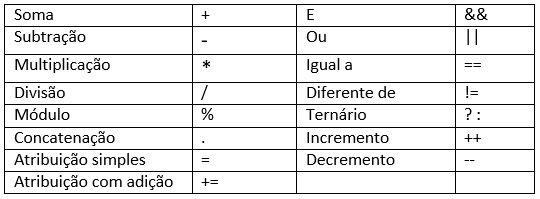 Soma + E &&
Subtração - Ou ||
Multiplicação * Igual a ==
Divisão / Diferente de !=
Módulo % Ternário ? :
Concatenação . Incremento ++
Atribuição simples = Decremento --
Atribuição com adição +=